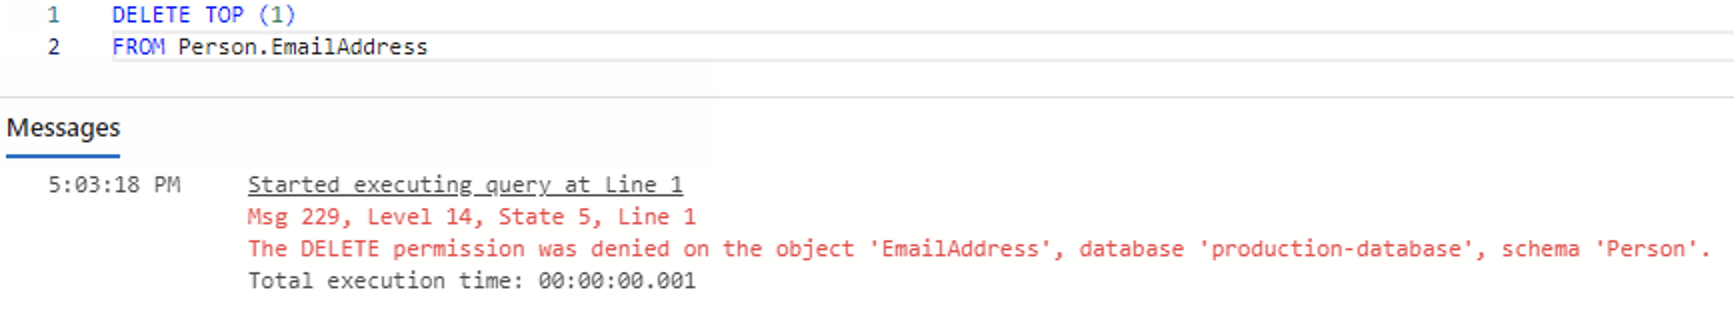 1 DELETE TOP (1)
2 FROM Person.EmailAddress
Messages
5:03:18 PM Started executing query at Line 1
Msg 229, Level 14, State 5, Line 1
The DELETE permission was denied on the object 'EmailAddress', database 'production-database', schema 'Person'.
Total execution time: 00:00:00.001